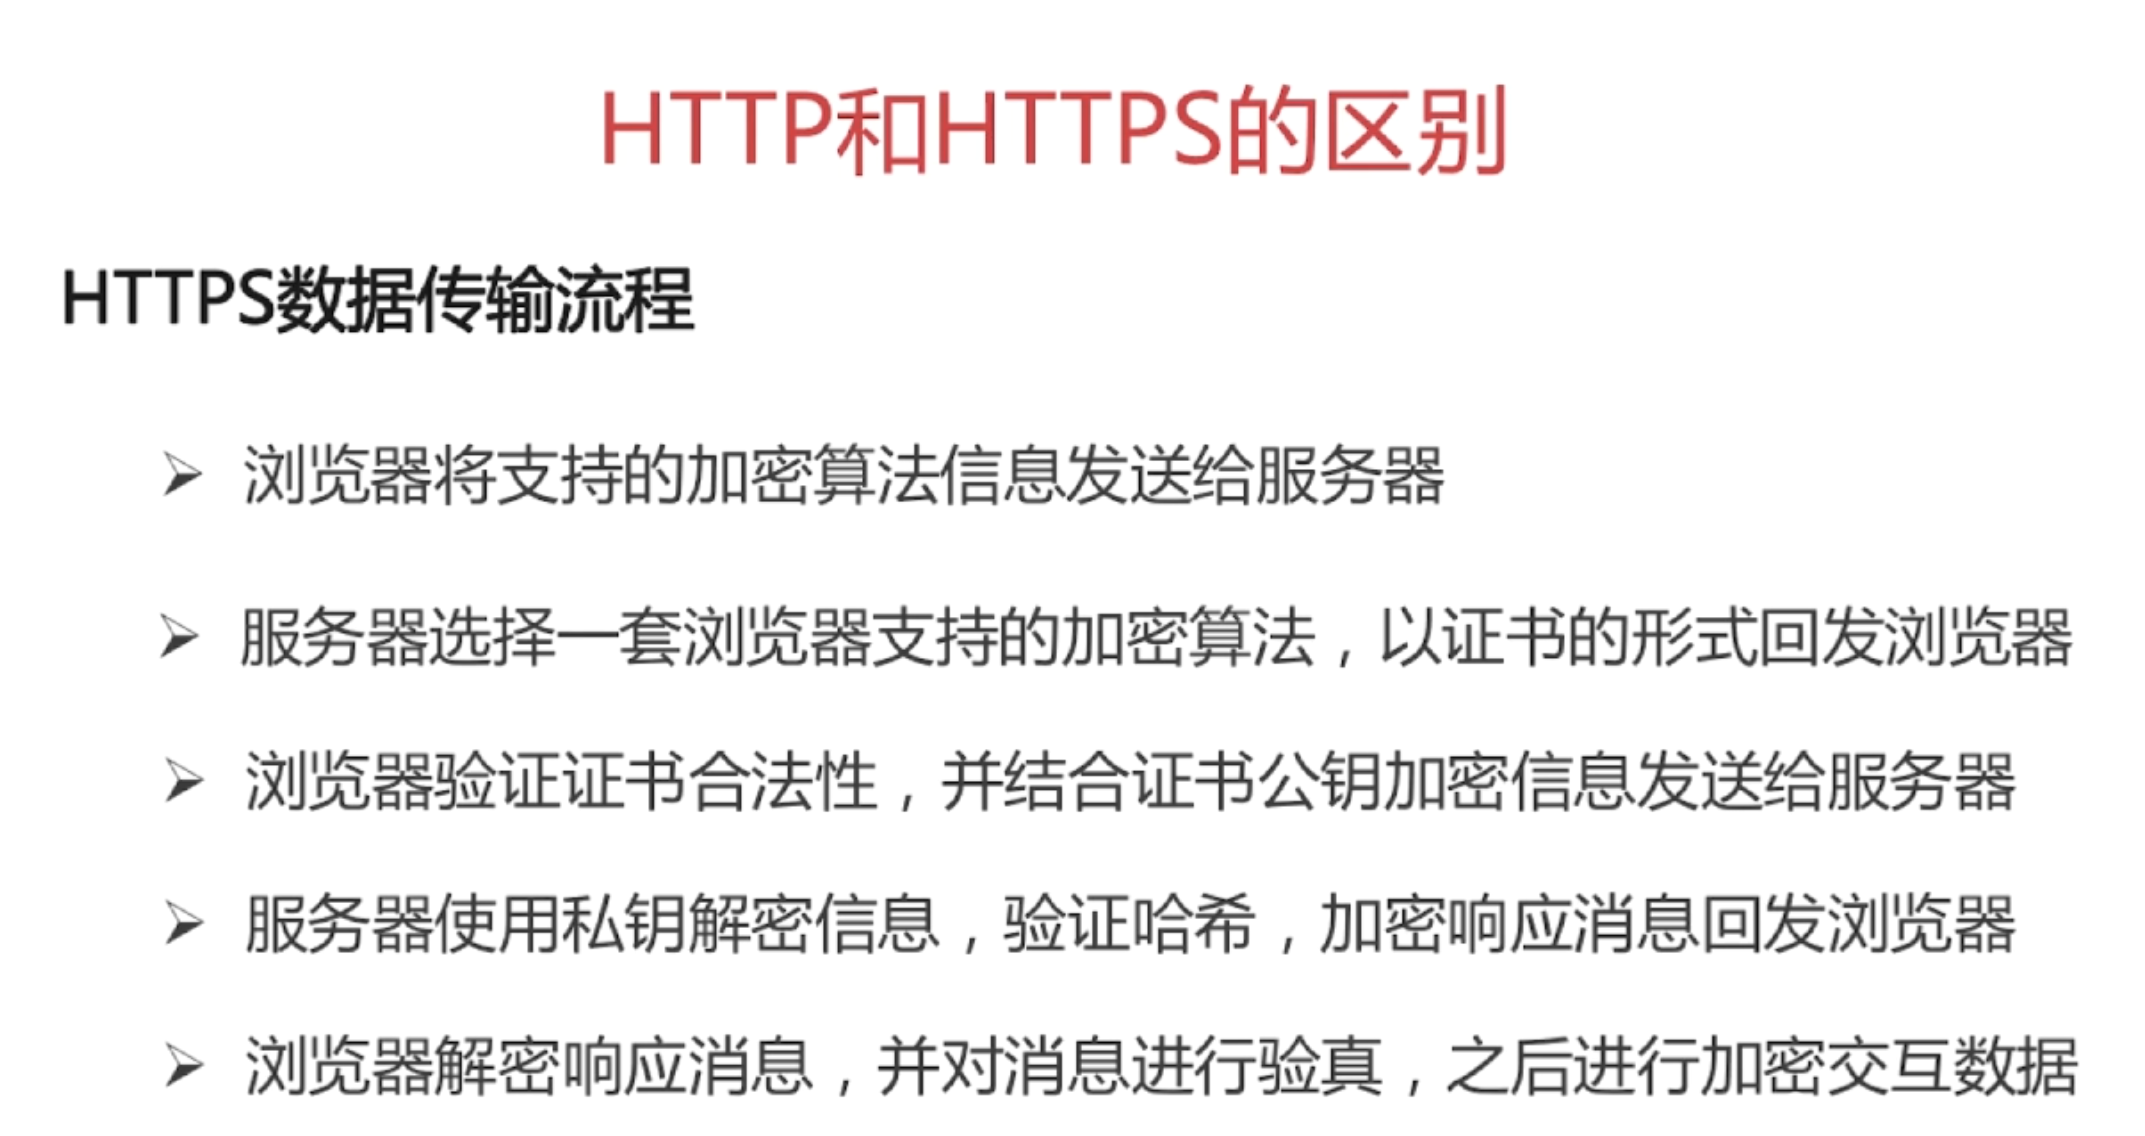 HTTP和HTTPS的区别
HTTPS数据传输流程
浏览器将支持的加密算法信息发送给服务器
服务器选择一套浏览器支持的加密算法，以证书的形式回发浏览器
浏览器验证证书合法性，并结合证书公钥加密信息发送给服务器
服务器使用私钥解密信息，验证哈希，加密响应消息回发浏览器
浏览器解密响应消息，并对消息进行验真，之后进行加密交互数据